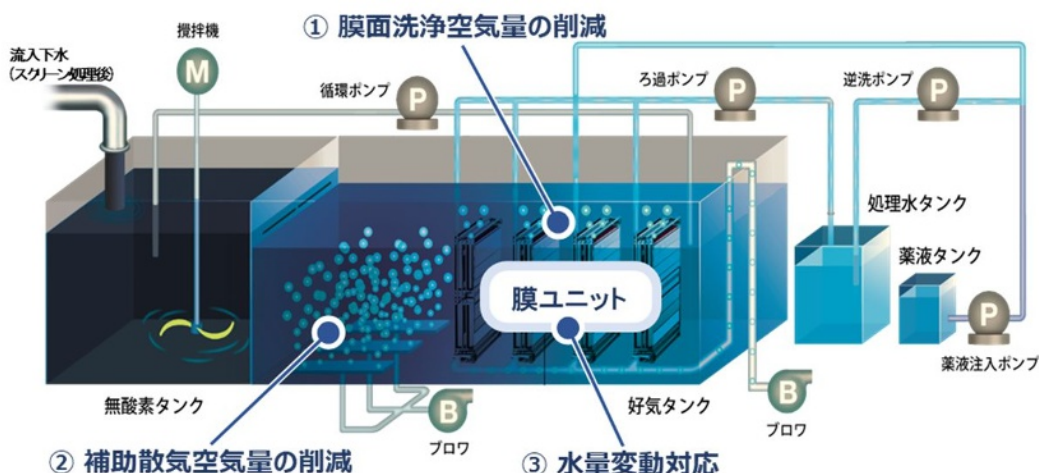 ① 膜面洗浄空気量の削減
攪拌機
流入下水
(スクリーン処理後)
M
循環ポンプ
P
ろ過ポンプ
P
逆洗ポンプ
P
処理水タンク
薬液タンク
膜ユニット
P
薬液注入ポンプ
無酸素タンク
B
ブロワ
好気タンク
B
ブロワ
② 補助散気空気量の削減
③ 水量変動対応